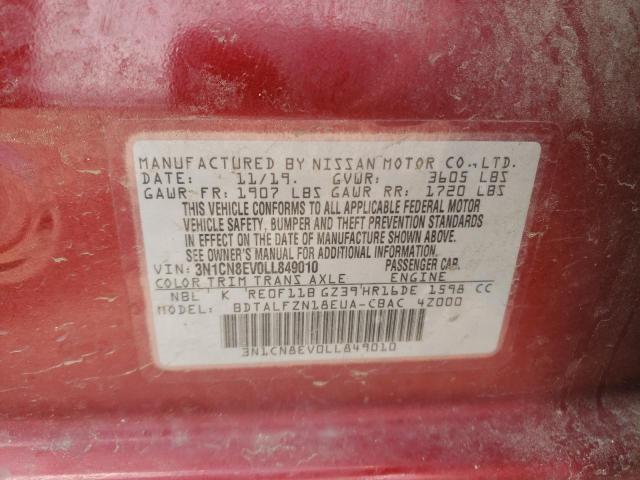 MANUFACTURED BY NISSAN MOTOR CO., LTD.
DATE: 11/19. GVWR: 3605 LBS
GAWR FR: 1907 LBS GAWR RR: 1720 LBS
THIS VEHICLE CONFORMS TO ALL APPLICABLE FEDERAL MOTOR
VEHICLE SAFETY, BUMPER AND THEFT PREVENTION STANDARDS
IN EFFECT ON THE DATE OF MANUFACTURE SHOWN ABOVE.
SEE OWNER'S MANUAL FOR ADDITIONAL INFORMATION.
VIN: 3N1CN8EV0LL849010 PASSENGER CAR
COLOR TRIM TRANS AXLE ENGINE
NBL K RE0F11B GZ39 HR16DE 1598 CC
BDTALFZN18EUA-CBAC 4Z000
3N1CN8EV0LL849010